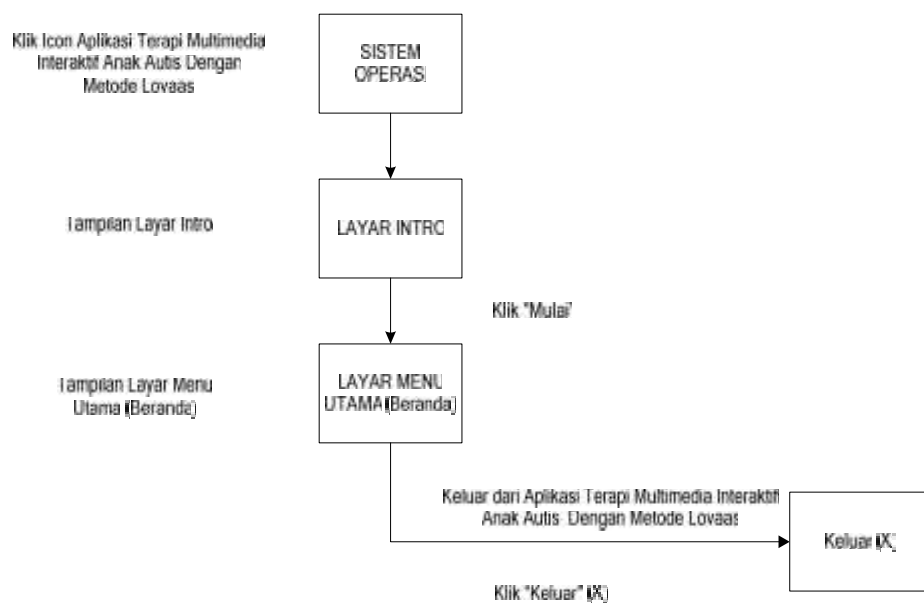 Klik Icon Aplikasi Terapi Multimedia
Interaktif Anak Autis Dengan
Metode Lovaas
SISTEM
OPERASI
Tampilan Layar Intro
LAYAR INTRO
Klik "Mulai"
Tampilan Layar Menu
Utama (Beranda)
LAYAR MENU
UTAMA (Beranda)
Keluar dari Aplikasi Terapi Multimedia Interaktif
Anak Autis Dengan Metode Lovaas
Keluar (X)
Klik "Keluar" (X)